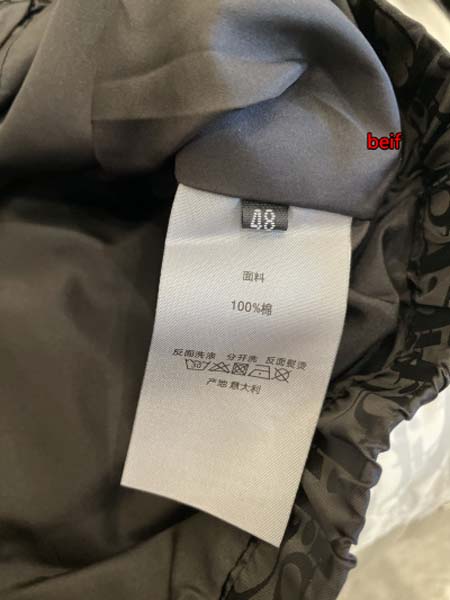 beif
48
面料
100%棉
反面洗涤 分开洗 反面熨烫
产地 意大利